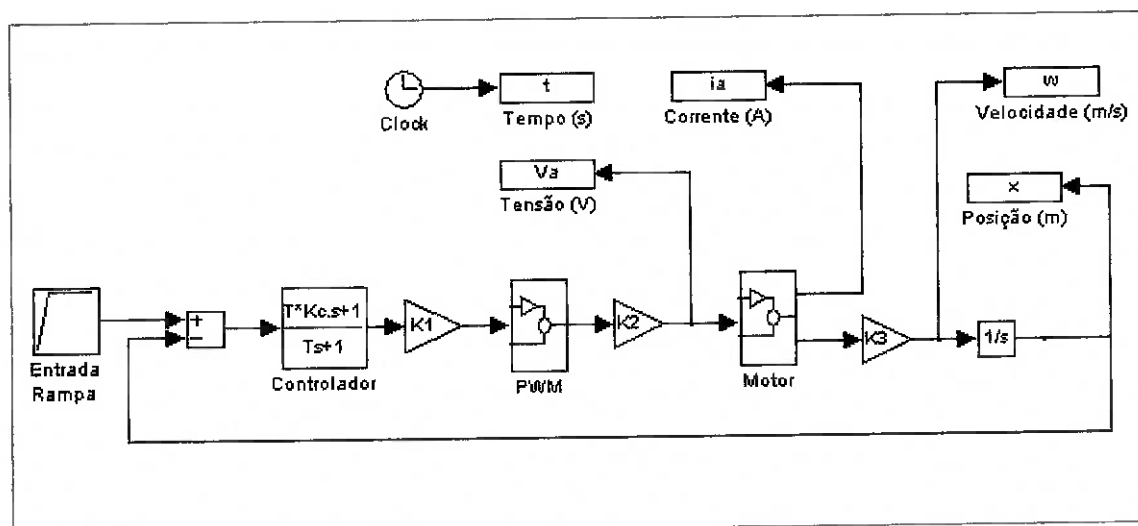 t
ia
w
Clock
Tempo (s)
Corrente (A)
Velocidade (m/s)
Va
Tensão (V)
x
Posição (m)
+
−
T*Kc.s+1
Ts+1
K1
K2
K3
1/s
Entrada
Rampa
Controlador
PWM
Motor